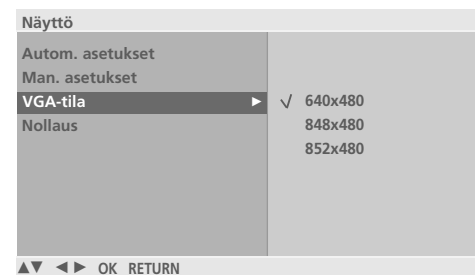 Näyttö
Autom. asetukset
Man. asetukset
VGA-tila ► √ 640x480
Nollaus 848x480
852x480
▲▼ ◄► OK RETURN